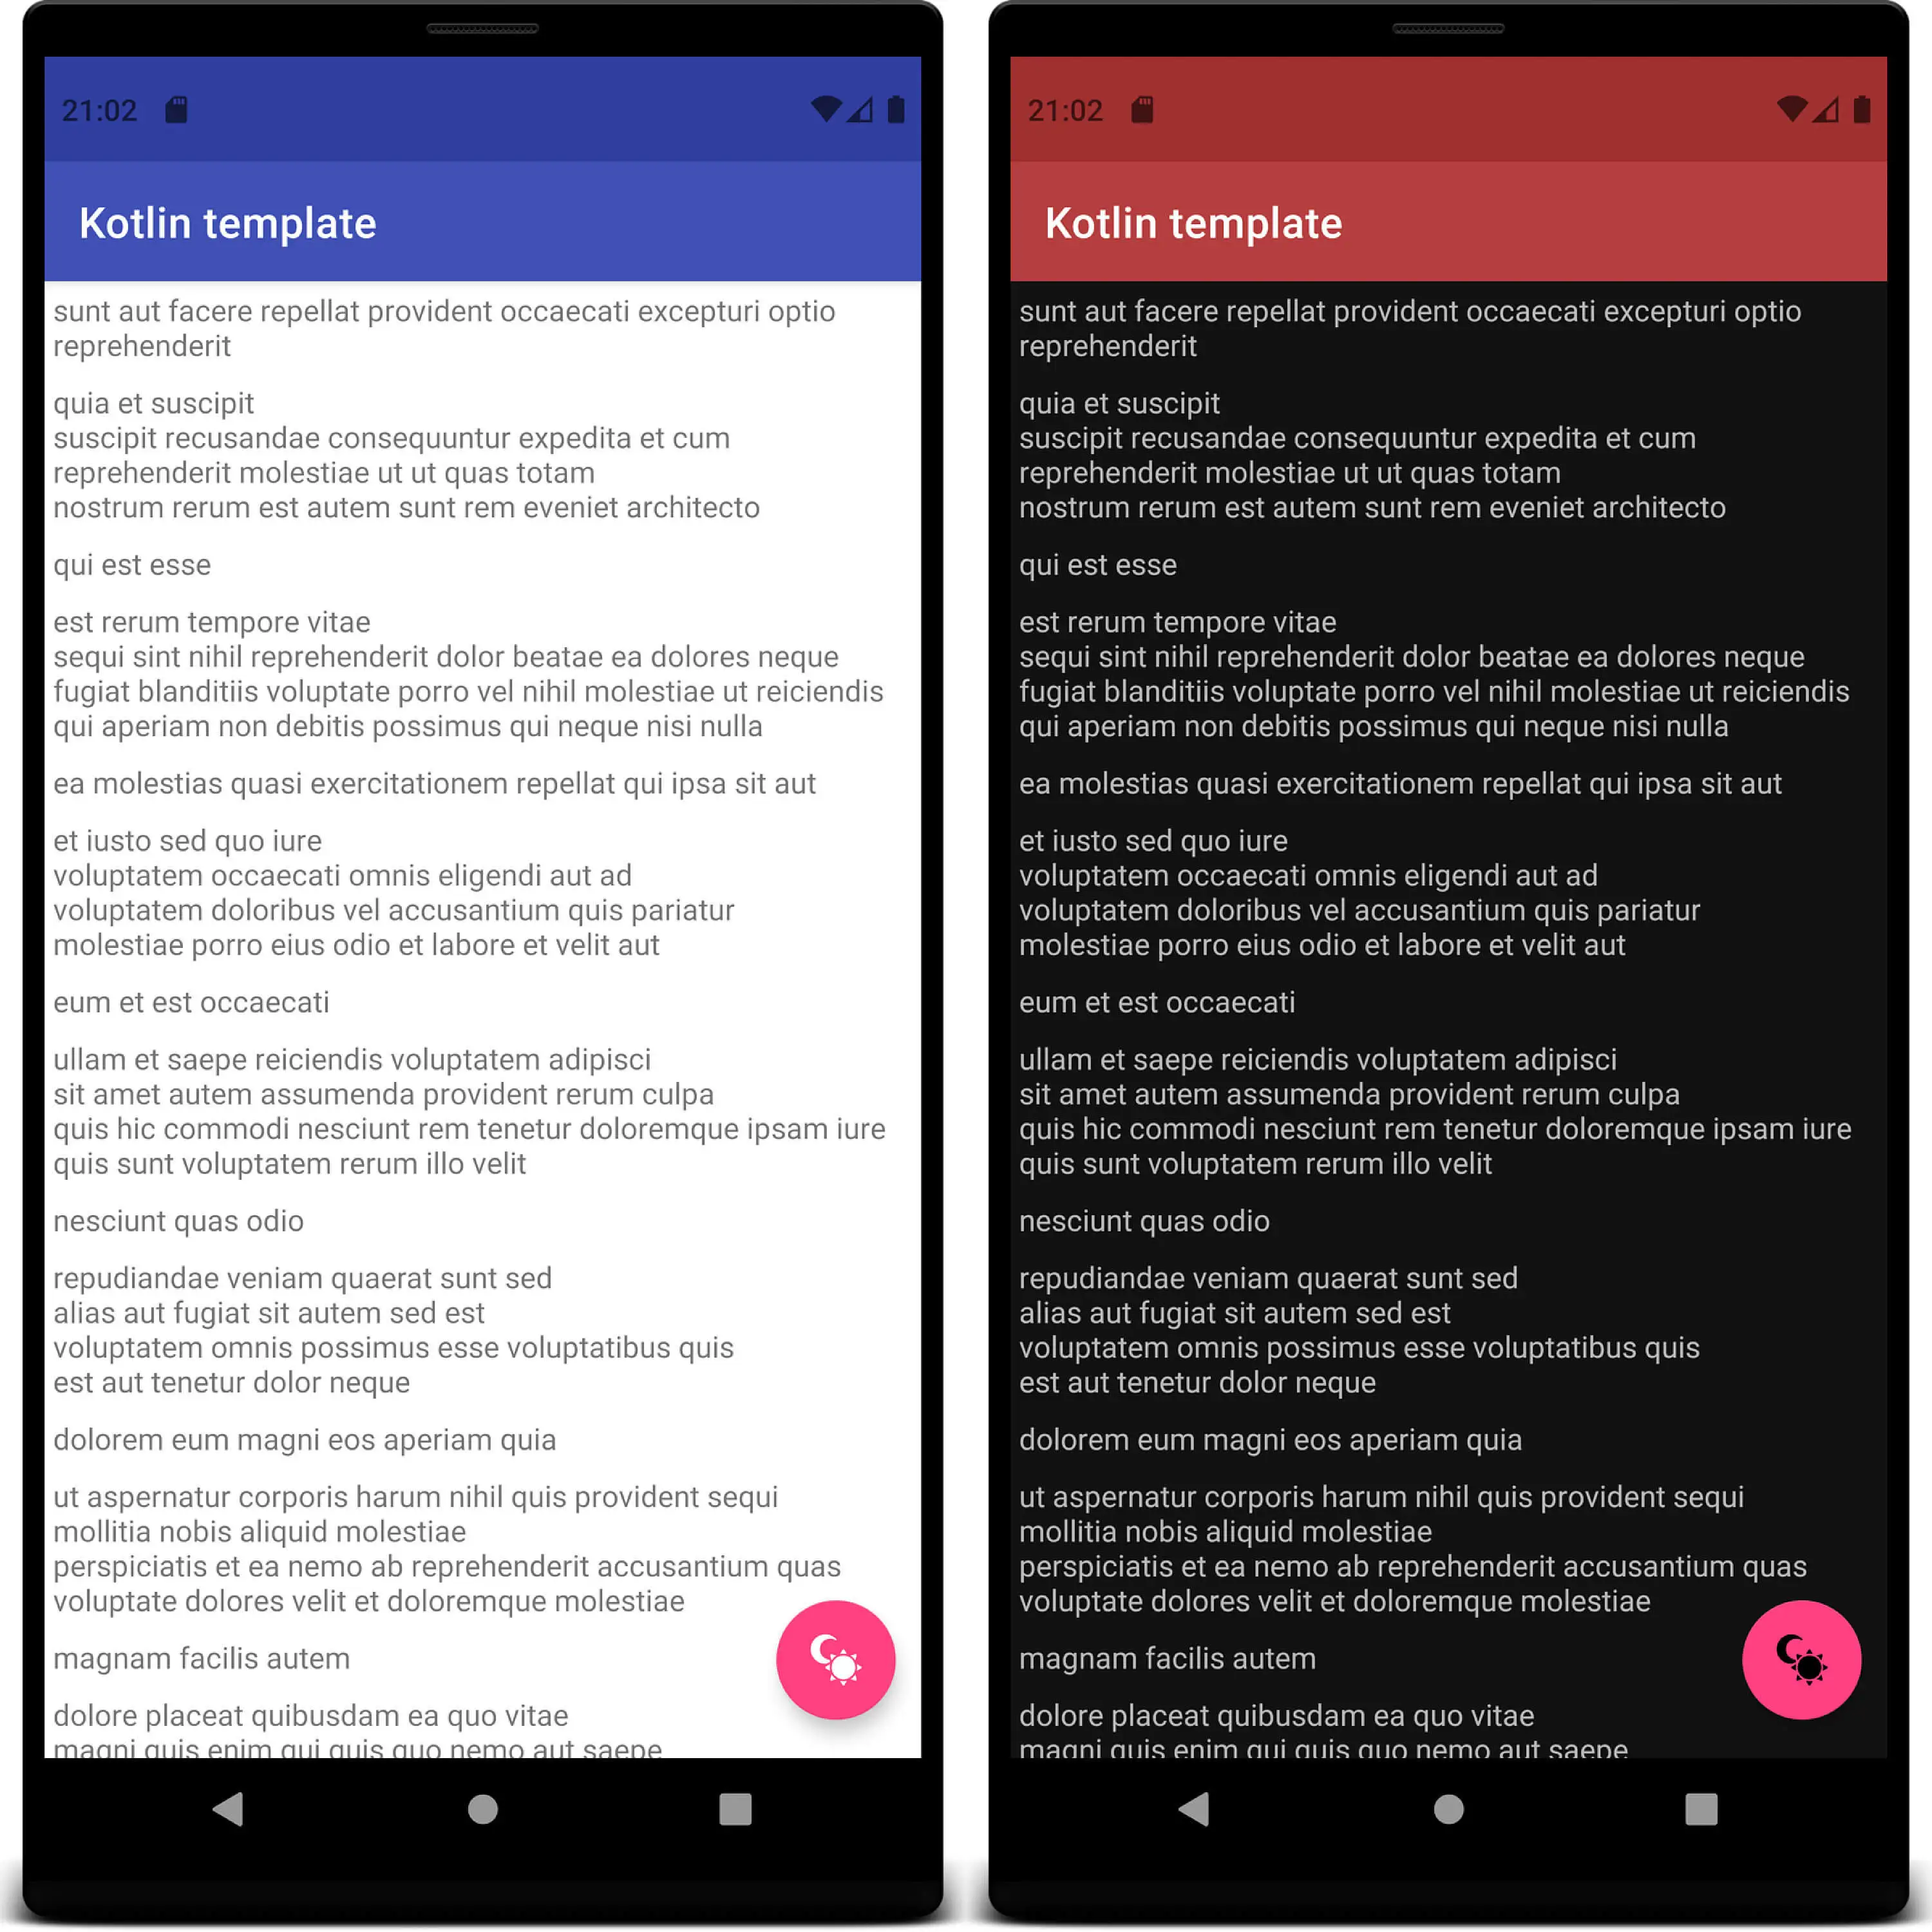 21:02
Kotlin template
sunt aut facere repellat provident occaecati excepturi optio
reprehenderit
quia et suscipit
suscipit recusandae consequuntur expedita et cum
reprehenderit molestiae ut ut quas totam
nostrum rerum est autem sunt rem eveniet architecto
qui est esse
est rerum tempore vitae
sequi sint nihil reprehenderit dolor beatae ea dolores neque
fugiat blanditiis voluptate porro vel nihil molestiae ut reiciendis
qui aperiam non debitis possimus qui neque nisi nulla
ea molestias quasi exercitationem repellat qui ipsa sit aut
et iusto sed quo iure
voluptatem occaecati omnis eligendi aut ad
voluptatem doloribus vel accusantium quis pariatur
molestiae porro eius odio et labore et velit aut
eum et est occaecati
ullam et saepe reiciendis voluptatem adipisci
sit amet autem assumenda provident rerum culpa
quis hic commodi nesciunt rem tenetur doloremque ipsam iure
quis sunt voluptatem rerum illo velit
nesciunt quas odio
repudiandae veniam quaerat sunt sed
alias aut fugiat sit autem sed est
voluptatem omnis possimus esse voluptatibus quis
est aut tenetur dolor neque
dolorem eum magni eos aperiam quia
ut aspernatur corporis harum nihil quis provident sequi
mollitia nobis aliquid molestiae
perspiciatis et ea nemo ab reprehenderit accusantium quas
voluptate dolores velit et doloremque molestiae
magnam facilis autem
dolore placeat quibusdam ea quo vitae
magni quis enim qui quis quo nemo aut saepe
21:02
Kotlin template
sunt aut facere repellat provident occaecati excepturi optio
reprehenderit
quia et suscipit
suscipit recusandae consequuntur expedita et cum
reprehenderit molestiae ut ut quas totam
nostrum rerum est autem sunt rem eveniet architecto
qui est esse
est rerum tempore vitae
sequi sint nihil reprehenderit dolor beatae ea dolores neque
fugiat blanditiis voluptate porro vel nihil molestiae ut reiciendis
qui aperiam non debitis possimus qui neque nisi nulla
ea molestias quasi exercitationem repellat qui ipsa sit aut
et iusto sed quo iure
voluptatem occaecati omnis eligendi aut ad
voluptatem doloribus vel accusantium quis pariatur
molestiae porro eius odio et labore et velit aut
eum et est occaecati
ullam et saepe reiciendis voluptatem adipisci
sit amet autem assumenda provident rerum culpa
quis hic commodi nesciunt rem tenetur doloremque ipsam iure
quis sunt voluptatem rerum illo velit
nesciunt quas odio
repudiandae veniam quaerat sunt sed
alias aut fugiat sit autem sed est
voluptatem omnis possimus esse voluptatibus quis
est aut tenetur dolor neque
dolorem eum magni eos aperiam quia
ut aspernatur corporis harum nihil quis provident sequi
mollitia nobis aliquid molestiae
perspiciatis et ea nemo ab reprehenderit accusantium quas
voluptate dolores velit et doloremque molestiae
magnam facilis autem
dolore placeat quibusdam ea quo vitae
magni quis enim qui quis quo nemo aut saepe